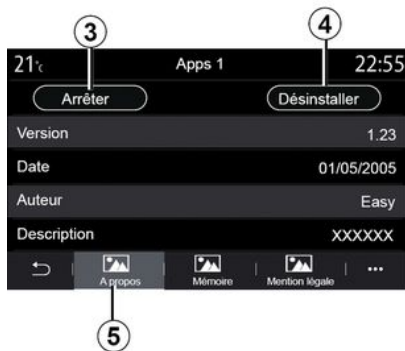 3 4
21°c Apps 1 22:55
Arrêter Désinstaller
Version 1.23
Date 01/05/2005
Auteur Easy
Description XXXXXX
A propos Mémoire Mention légale ...
5